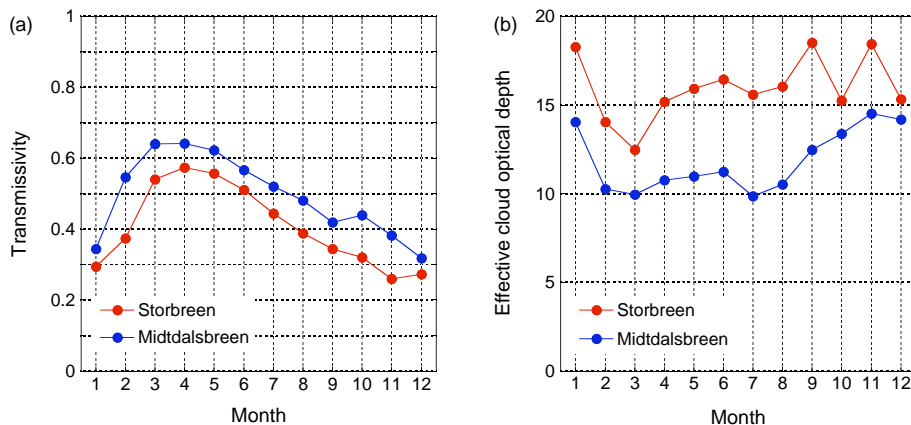 (a)
1
0.8
0.6
0.4
0.2
0
Transmissivity
Storbreen
Midtdalsbreen
1 2 3 4 5 6 7 8 9 10 11 12
Month
(b)
20
15
10
5
0
Effective cloud optical depth
Storbreen
Midtdalsbreen
1 2 3 4 5 6 7 8 9 10 11 12
Month